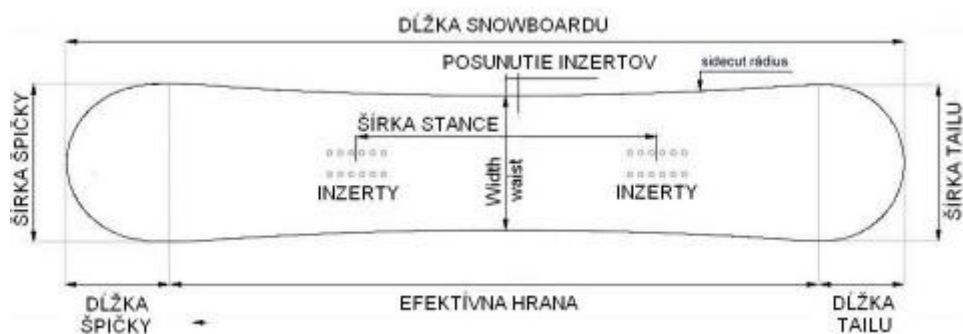 DĹŽKA SNOWBOARDU
POSUNUTIE INZERTOV
sidecut rádius
ŠÍRKA ŠPIČKY
ŠÍRKA STANCE
Width
waist
ŠÍRKA TAILU
INZERTY
INZERTY
DĹŽKA
ŠPIČKY
EFEKTÍVNA HRANA
DĹŽKA
TAILU